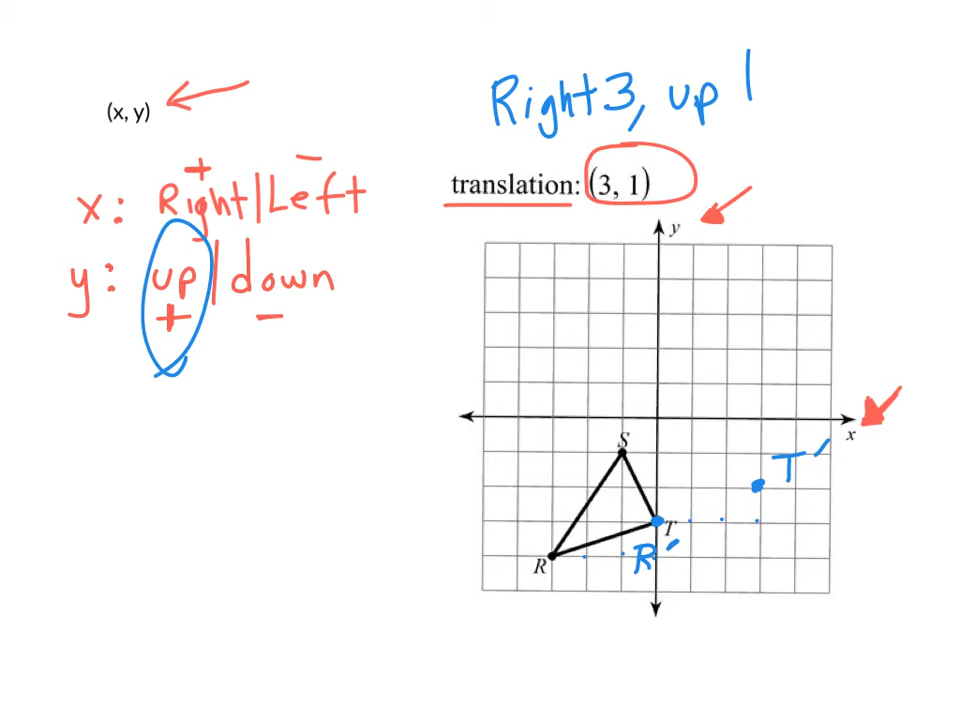 (x, y)
x: Right/Left
+ −
y: up/down
+ −
Right 3, up 1
translation: (3, 1)
y
x
S
T'
T
R'
R